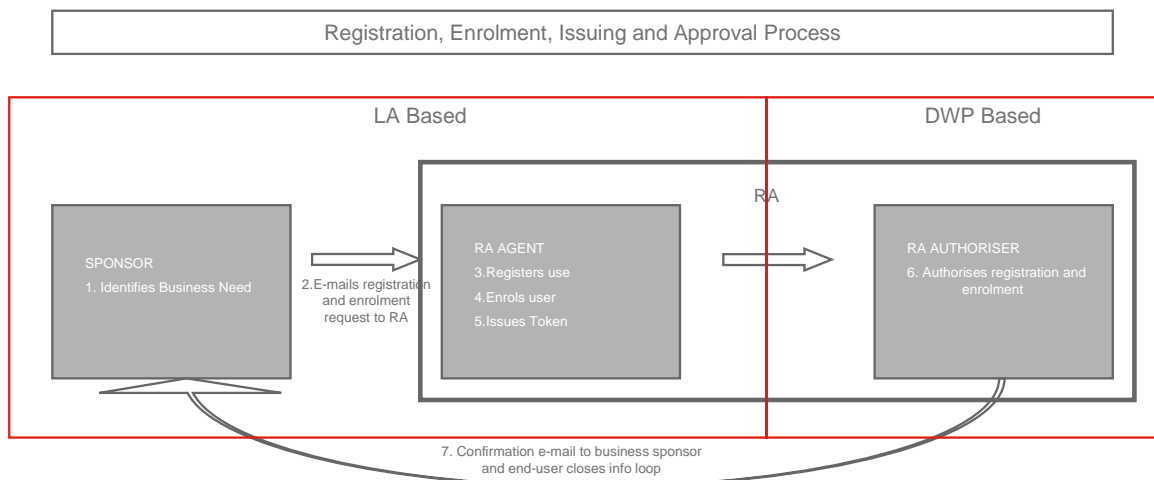 Registration, Enrolment, Issuing and Approval Process
LA Based
DWP Based
RA
SPONSOR
1. Identifies Business Need
2.E-mails registration
and enrolment
request to RA
RA AGENT
3.Registers use
4.Enrols user
5.Issues Token
RA AUTHORISER
6. Authorises registration and
enrolment
7. Confirmation e-mail to business sponsor
and end-user closes info loop